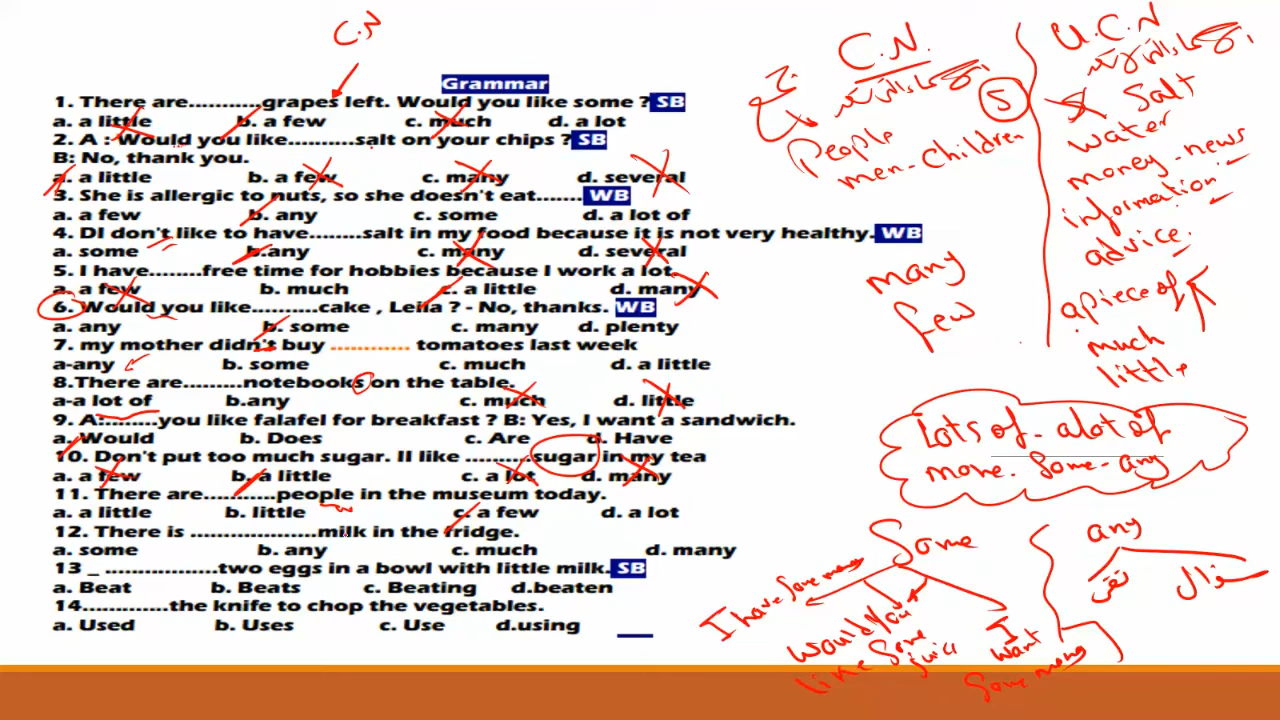 Grammar
1. There are...........grapes left. Would you like some ? SB
a. a little b. a few c. much d. a lot
2. A : Would you like..........salt on your chips ? SB
B: No, thank you.
a. a little b. a few c. many d. several
3. She is allergic to nuts, so she doesn't eat....... WB
a. a few b. any c. some d. a lot of
4. DI don't like to have........salt in my food because it is not very healthy. WB
a. some b.any c. many d. several
5. I have........free time for hobbies because I work a lot.
a. a few b. much c. a little d. many
6. Would you like..........cake , Leila ? - No, thanks. WB
a. any b. some c. many d. plenty
7. my mother didn't buy ............ tomatoes last week
a-any b. some c. much d. a little
8.There are.........notebooks on the table.
a-a lot of b.any c. much d. little
9. A:.........you like falafel for breakfast ? B: Yes, I want a sandwich.
a. Would b. Does c. Are d. Have
10. Don't put too much sugar. II like ..........sugar in my tea
a. a few b. a little c. a lot d. many
11. There are...........people in the museum today.
a. a little b. little c. a few d. a lot
12. There is ...................milk in the fridge.
a. some b. any c. much d. many
13 _ .................two eggs in a bowl with little milk. SB
a. Beat b. Beats c. Beating d.beaten
14.............the knife to chop the vegetables.
a. Used b. Uses c. Use d.using
C.N
C.N.
S
People
men-children
many
few
U.C.N
Salt
water
money-news
information
advice.
a piece of
much
little
Lots of - a lot of
more. Some-any
Some
I have some money
would you
like some
juice
I
want
Some money
any
نفى سؤال